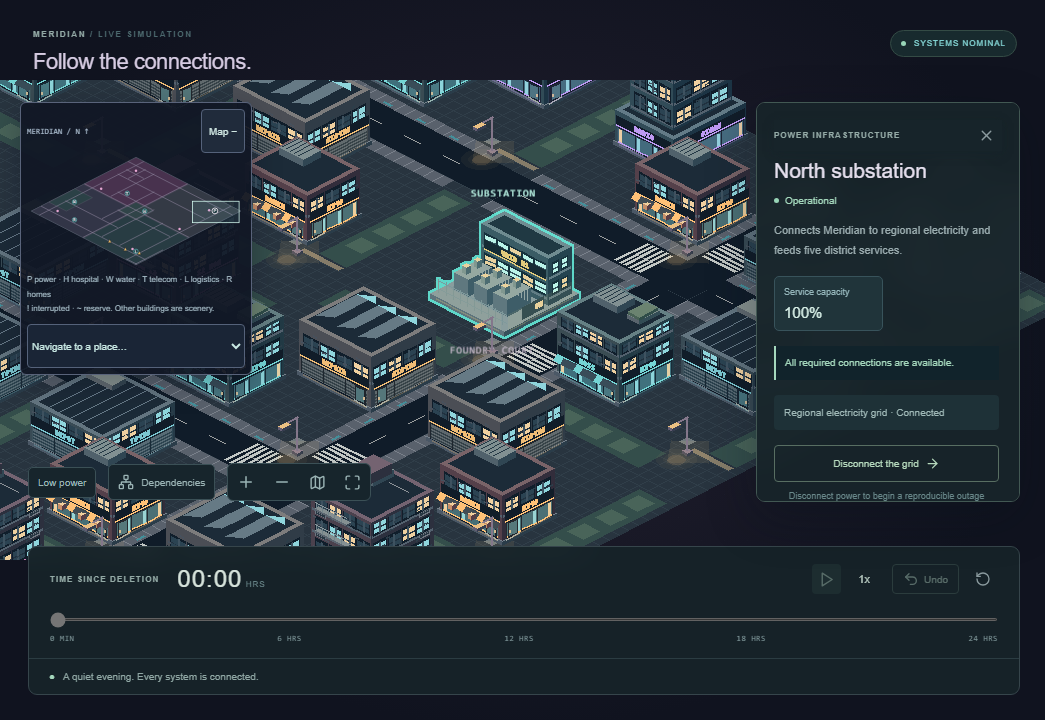 MERIDIAN / LIVE SIMULATION
Follow the connections.
SYSTEMS NOMINAL
MERIDIAN / N ↑
Map −
P power · H hospital · W water · T telecom · L logistics · R
homes
! interrupted · ~ reserve. Other buildings are scenery.
Navigate to a place...
SUBSTATION
POWER INFRASTRUCTURE
North substation
Operational
Connects Meridian to regional electricity and
feeds five district services.
Service capacity
100%
All required connections are available.
Regional electricity grid · Connected
Disconnect the grid →
Disconnect power to begin a reproducible outage
Low power
Dependencies
TIME SINCE DELETION
00:00 HRS
1x
Undo
0 MIN
6 HRS
12 HRS
18 HRS
24 HRS
A quiet evening. Every system is connected.